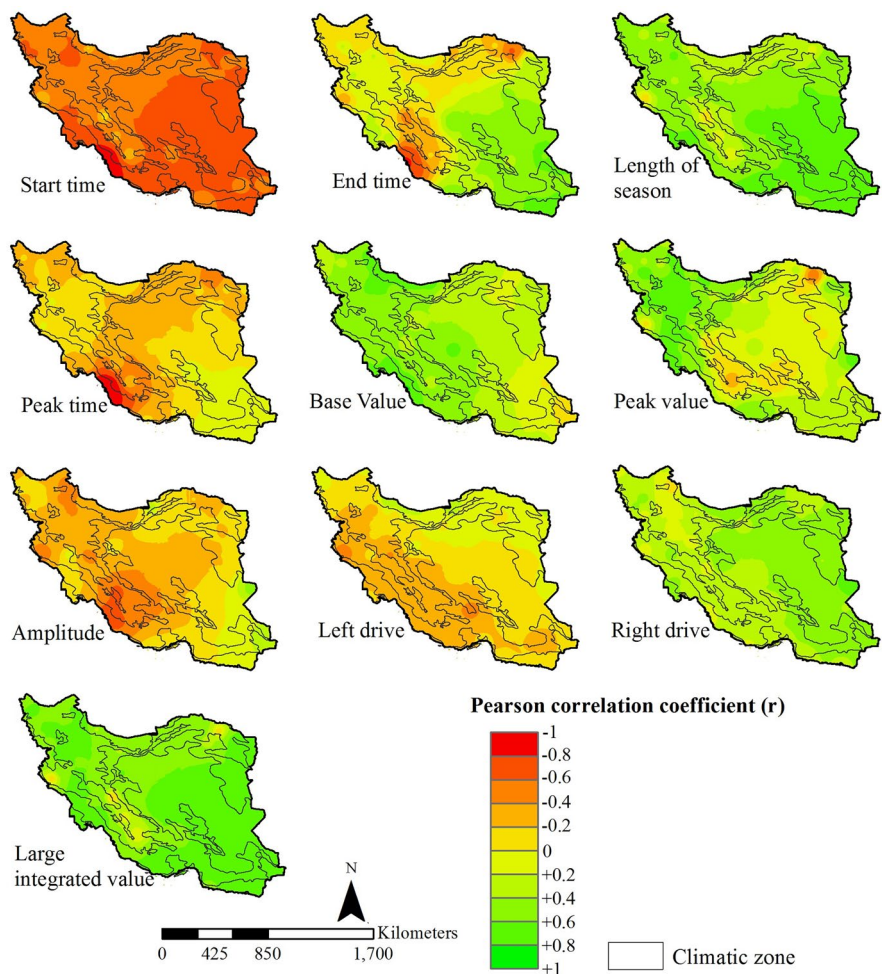 Start time
End time
Length of
season
Peak time
Base Value
Peak value
Amplitude
Left drive
Right drive
Large
integrated value
N
Kilometers
0 425 850 1,700
Pearson correlation coefficient (r)
-1
-0.8
-0.6
-0.4
-0.2
0
+0.2
+0.4
+0.6
+0.8
+1
Climatic zone